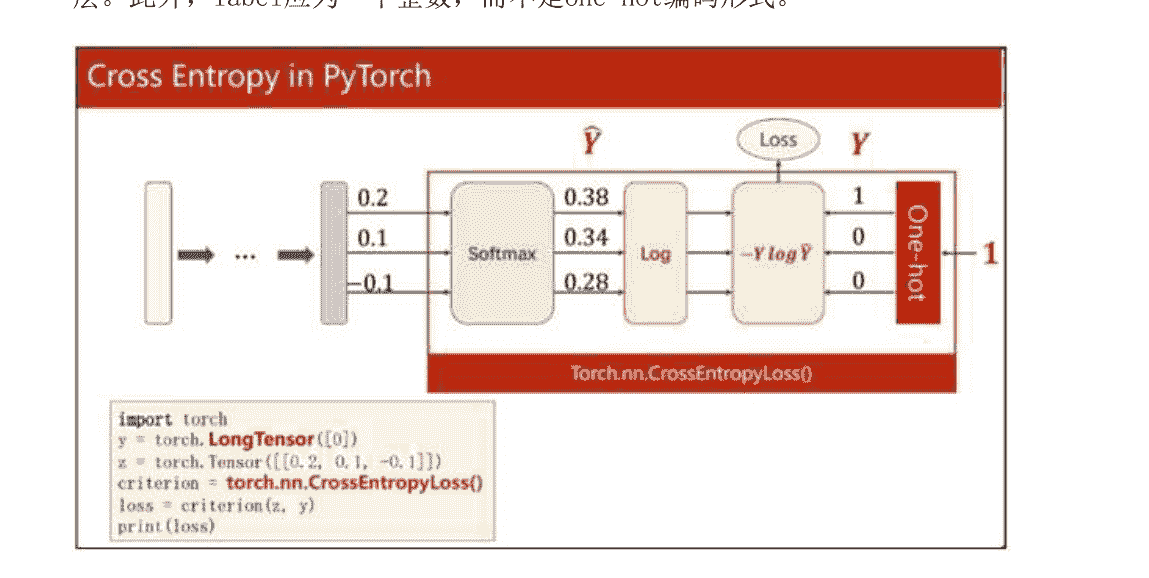 层。此外，label应为一个整数，而不是one-hot编码形式。
Cross Entropy in PyTorch
Ŷ
Loss
Y
0.2
0.38
1
0.1
Softmax
0.34
Log
−Y log Ŷ
0
One-hot
1
−0.1
0.28
0
Torch.nn.CrossEntropyLoss()
import torch
y = torch.LongTensor([0])
z = torch.Tensor([[0.2, 0.1, -0.1]])
criterion = torch.nn.CrossEntropyLoss()
loss = criterion(z, y)
print(loss)